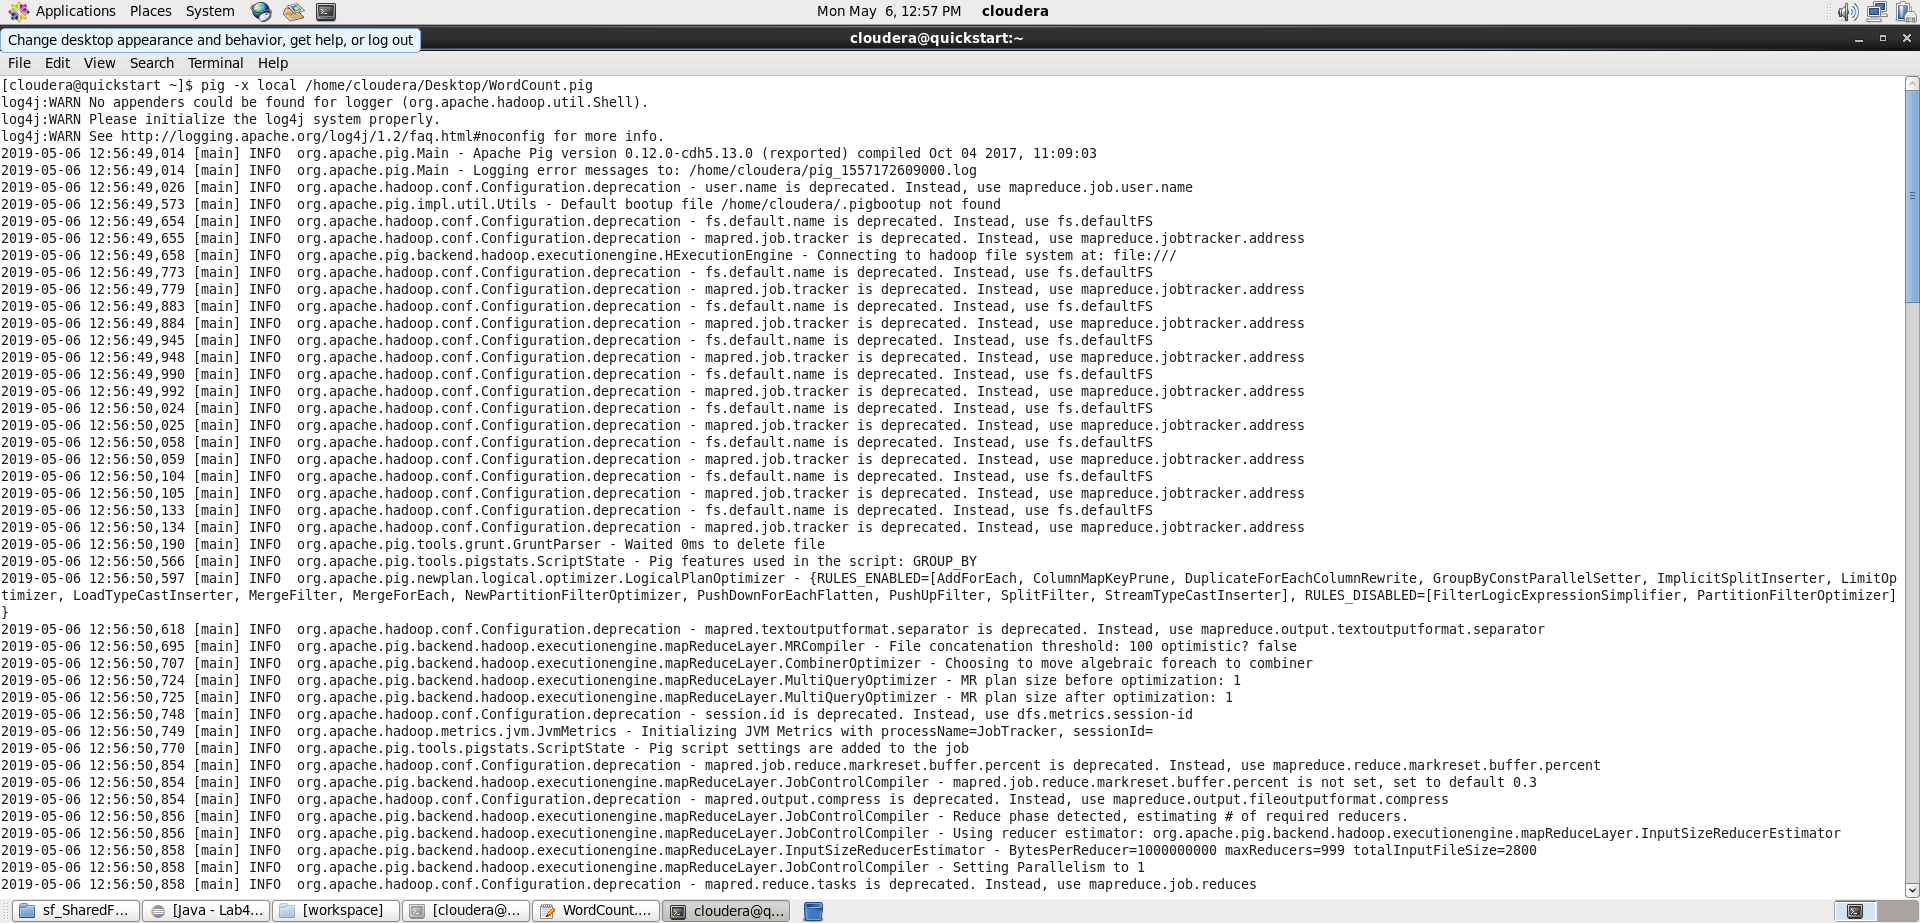 Applications Places System
Mon May 6, 12:57 PM cloudera
Change desktop appearance and behavior, get help, or log out
cloudera@quickstart:~
File Edit View Search Terminal Help
[cloudera@quickstart ~]$ pig -x local /home/cloudera/Desktop/WordCount.pig
log4j:WARN No appenders could be found for logger (org.apache.hadoop.util.Shell).
log4j:WARN Please initialize the log4j system properly.
log4j:WARN See http://logging.apache.org/log4j/1.2/faq.html#noconfig for more info.
2019-05-06 12:56:49,014 [main] INFO  org.apache.pig.Main - Apache Pig version 0.12.0-cdh5.13.0 (rexported) compiled Oct 04 2017, 11:09:03
2019-05-06 12:56:49,014 [main] INFO  org.apache.pig.Main - Logging error messages to: /home/cloudera/pig_1557172609000.log
2019-05-06 12:56:49,026 [main] INFO  org.apache.hadoop.conf.Configuration.deprecation - user.name is deprecated. Instead, use mapreduce.job.user.name
2019-05-06 12:56:49,573 [main] INFO  org.apache.pig.impl.util.Utils - Default bootup file /home/cloudera/.pigbootup not found
2019-05-06 12:56:49,654 [main] INFO  org.apache.hadoop.conf.Configuration.deprecation - fs.default.name is deprecated. Instead, use fs.defaultFS
2019-05-06 12:56:49,655 [main] INFO  org.apache.hadoop.conf.Configuration.deprecation - mapred.job.tracker is deprecated. Instead, use mapreduce.jobtracker.address
2019-05-06 12:56:49,658 [main] INFO  org.apache.pig.backend.hadoop.executionengine.HExecutionEngine - Connecting to hadoop file system at: file:///
2019-05-06 12:56:49,773 [main] INFO  org.apache.hadoop.conf.Configuration.deprecation - fs.default.name is deprecated. Instead, use fs.defaultFS
2019-05-06 12:56:49,779 [main] INFO  org.apache.hadoop.conf.Configuration.deprecation - mapred.job.tracker is deprecated. Instead, use mapreduce.jobtracker.address
2019-05-06 12:56:49,883 [main] INFO  org.apache.hadoop.conf.Configuration.deprecation - fs.default.name is deprecated. Instead, use fs.defaultFS
2019-05-06 12:56:49,884 [main] INFO  org.apache.hadoop.conf.Configuration.deprecation - mapred.job.tracker is deprecated. Instead, use mapreduce.jobtracker.address
2019-05-06 12:56:49,945 [main] INFO  org.apache.hadoop.conf.Configuration.deprecation - fs.default.name is deprecated. Instead, use fs.defaultFS
2019-05-06 12:56:49,948 [main] INFO  org.apache.hadoop.conf.Configuration.deprecation - mapred.job.tracker is deprecated. Instead, use mapreduce.jobtracker.address
2019-05-06 12:56:49,990 [main] INFO  org.apache.hadoop.conf.Configuration.deprecation - fs.default.name is deprecated. Instead, use fs.defaultFS
2019-05-06 12:56:49,992 [main] INFO  org.apache.hadoop.conf.Configuration.deprecation - mapred.job.tracker is deprecated. Instead, use mapreduce.jobtracker.address
2019-05-06 12:56:50,024 [main] INFO  org.apache.hadoop.conf.Configuration.deprecation - fs.default.name is deprecated. Instead, use fs.defaultFS
2019-05-06 12:56:50,025 [main] INFO  org.apache.hadoop.conf.Configuration.deprecation - mapred.job.tracker is deprecated. Instead, use mapreduce.jobtracker.address
2019-05-06 12:56:50,058 [main] INFO  org.apache.hadoop.conf.Configuration.deprecation - fs.default.name is deprecated. Instead, use fs.defaultFS
2019-05-06 12:56:50,059 [main] INFO  org.apache.hadoop.conf.Configuration.deprecation - mapred.job.tracker is deprecated. Instead, use mapreduce.jobtracker.address
2019-05-06 12:56:50,104 [main] INFO  org.apache.hadoop.conf.Configuration.deprecation - fs.default.name is deprecated. Instead, use fs.defaultFS
2019-05-06 12:56:50,105 [main] INFO  org.apache.hadoop.conf.Configuration.deprecation - mapred.job.tracker is deprecated. Instead, use mapreduce.jobtracker.address
2019-05-06 12:56:50,133 [main] INFO  org.apache.hadoop.conf.Configuration.deprecation - fs.default.name is deprecated. Instead, use fs.defaultFS
2019-05-06 12:56:50,134 [main] INFO  org.apache.hadoop.conf.Configuration.deprecation - mapred.job.tracker is deprecated. Instead, use mapreduce.jobtracker.address
2019-05-06 12:56:50,190 [main] INFO  org.apache.pig.tools.grunt.GruntParser - Waited 0ms to delete file
2019-05-06 12:56:50,566 [main] INFO  org.apache.pig.tools.pigstats.ScriptState - Pig features used in the script: GROUP_BY
2019-05-06 12:56:50,597 [main] INFO  org.apache.pig.newplan.logical.optimizer.LogicalPlanOptimizer - {RULES_ENABLED=[AddForEach, ColumnMapKeyPrune, DuplicateForEachColumnRewrite, GroupByConstParallelSetter, ImplicitSplitInserter, LimitOp
timizer, LoadTypeCastInserter, MergeFilter, MergeForEach, NewPartitionFilterOptimizer, PushDownForEachFlatten, PushUpFilter, SplitFilter, StreamTypeCastInserter], RULES_DISABLED=[FilterLogicExpressionSimplifier, PartitionFilterOptimizer]
}
2019-05-06 12:56:50,618 [main] INFO  org.apache.hadoop.conf.Configuration.deprecation - mapred.textoutputformat.separator is deprecated. Instead, use mapreduce.output.textoutputformat.separator
2019-05-06 12:56:50,695 [main] INFO  org.apache.pig.backend.hadoop.executionengine.mapReduceLayer.MRCompiler - File concatenation threshold: 100 optimistic? false
2019-05-06 12:56:50,707 [main] INFO  org.apache.pig.backend.hadoop.executionengine.mapReduceLayer.CombinerOptimizer - Choosing to move algebraic foreach to combiner
2019-05-06 12:56:50,724 [main] INFO  org.apache.pig.backend.hadoop.executionengine.mapReduceLayer.MultiQueryOptimizer - MR plan size before optimization: 1
2019-05-06 12:56:50,725 [main] INFO  org.apache.pig.backend.hadoop.executionengine.mapReduceLayer.MultiQueryOptimizer - MR plan size after optimization: 1
2019-05-06 12:56:50,748 [main] INFO  org.apache.hadoop.conf.Configuration.deprecation - session.id is deprecated. Instead, use dfs.metrics.session-id
2019-05-06 12:56:50,749 [main] INFO  org.apache.hadoop.metrics.jvm.JvmMetrics - Initializing JVM Metrics with processName=JobTracker, sessionId=
2019-05-06 12:56:50,770 [main] INFO  org.apache.pig.tools.pigstats.ScriptState - Pig script settings are added to the job
2019-05-06 12:56:50,854 [main] INFO  org.apache.hadoop.conf.Configuration.deprecation - mapred.job.reduce.markreset.buffer.percent is deprecated. Instead, use mapreduce.reduce.markreset.buffer.percent
2019-05-06 12:56:50,854 [main] INFO  org.apache.pig.backend.hadoop.executionengine.mapReduceLayer.JobControlCompiler - mapred.job.reduce.markreset.buffer.percent is not set, set to default 0.3
2019-05-06 12:56:50,854 [main] INFO  org.apache.hadoop.conf.Configuration.deprecation - mapred.output.compress is deprecated. Instead, use mapreduce.output.fileoutputformat.compress
2019-05-06 12:56:50,856 [main] INFO  org.apache.pig.backend.hadoop.executionengine.mapReduceLayer.JobControlCompiler - Reduce phase detected, estimating # of required reducers.
2019-05-06 12:56:50,856 [main] INFO  org.apache.pig.backend.hadoop.executionengine.mapReduceLayer.JobControlCompiler - Using reducer estimator: org.apache.pig.backend.hadoop.executionengine.mapReduceLayer.InputSizeReducerEstimator
2019-05-06 12:56:50,858 [main] INFO  org.apache.pig.backend.hadoop.executionengine.mapReduceLayer.InputSizeReducerEstimator - BytesPerReducer=1000000000 maxReducers=999 totalInputFileSize=2800
2019-05-06 12:56:50,858 [main] INFO  org.apache.pig.backend.hadoop.executionengine.mapReduceLayer.JobControlCompiler - Setting Parallelism to 1
2019-05-06 12:56:50,858 [main] INFO  org.apache.hadoop.conf.Configuration.deprecation - mapred.reduce.tasks is deprecated. Instead, use mapreduce.job.reduces
sf_SharedF... [Java - Lab4... [workspace] [cloudera@... WordCount.... cloudera@q...